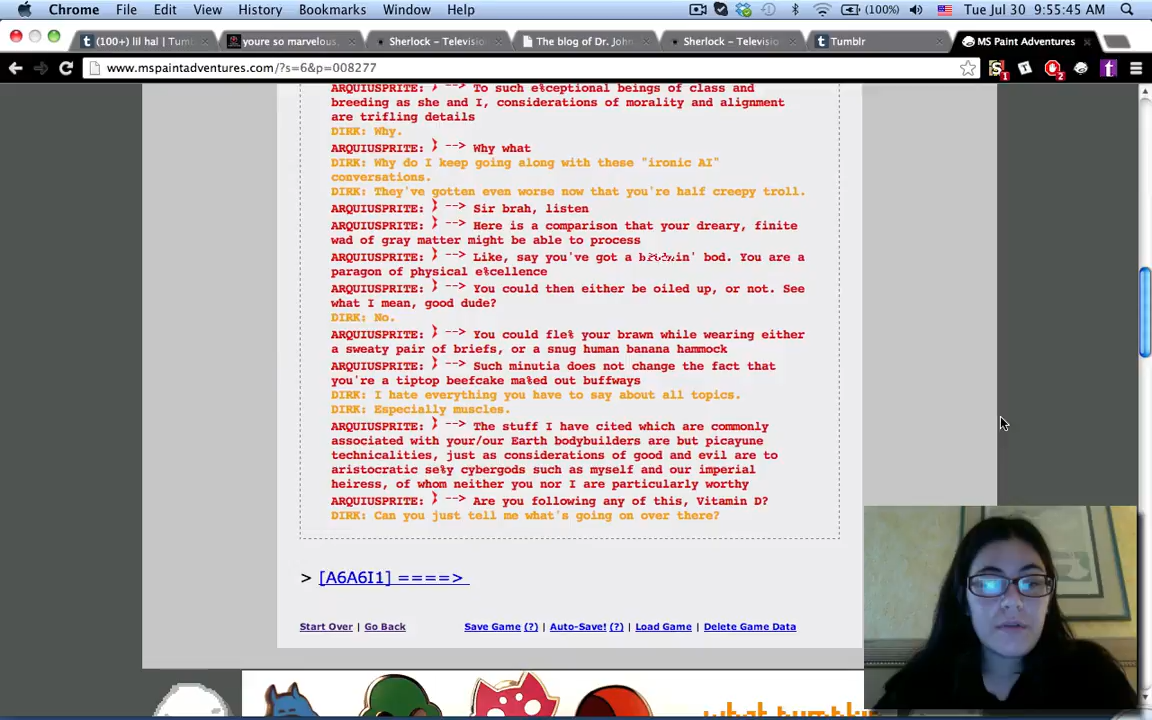 Chrome File Edit View History Bookmarks Window Help (100%) Tue Jul 30 9:55:45 AM
(100+) lil hal | Tum youre so marvelous, Sherlock – Televisio The blog of Dr. John Sherlock – Televisio Tumblr MS Paint Adventures
www.mspaintadventures.com/?s=6&p=008277
ARQUIUSPRITE: --> To such e%ceptional beings of class and
breeding as she and I, considerations of morality and alignment
are trifling details
DIRK: Why.
ARQUIUSPRITE: --> Why what
DIRK: Why do I keep going along with these "ironic AI"
conversations.
DIRK: They've gotten even worse now that you're half creepy troll.
ARQUIUSPRITE: --> Sir brah, listen
ARQUIUSPRITE: --> Here is a comparison that your dreary, finite
wad of gray matter might be able to process
ARQUIUSPRITE: --> Like, say you've got a bod. You are a
paragon of physical e%cellence
ARQUIUSPRITE: --> You could then either be oiled up, or not. See
what I mean, good dude?
DIRK: No.
ARQUIUSPRITE: --> You could fle% your brawn while wearing either
a sweaty pair of briefs, or a snug human banana hammock
ARQUIUSPRITE: --> Such minutia does not change the fact that
you're a tiptop beefcake ma%ed out buffways
DIRK: I hate everything you have to say about all topics.
DIRK: Especially muscles.
ARQUIUSPRITE: --> The stuff I have cited which are commonly
associated with your/our Earth bodybuilders are but picayune
technicalities, just as considerations of good and evil are to
aristocratic se%y cybergods such as myself and our imperial
heiress, of whom neither you nor I are particularly worthy
ARQUIUSPRITE: --> Are you following any of this, Vitamin D?
DIRK: Can you just tell me what's going on over there?
> [A6A6I1] ====>
Start Over | Go Back Save Game (?) | Auto-Save! (?) | Load Game | Delete Game Data